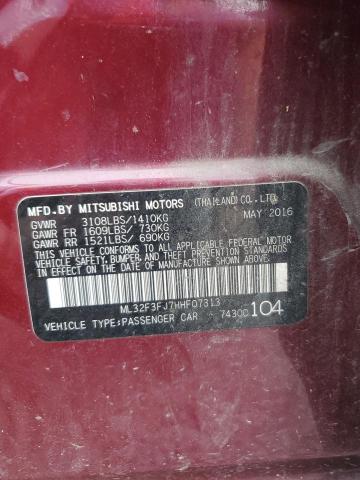 MFD.BY MITSUBISHI MOTORS (THAILAND) CO., LTD.
MAY 2016
GVWR 3108LBS/1410KG
GAWR FR 1609LBS/ 730KG
GAWR RR 1521LBS/ 690KG
THIS VEHICLE CONFORMS TO ALL APPLICABLE FEDERAL MOTOR
VEHICLE SAFETY, BUMPER, AND THEFT PREVENTION STANDARDS
IN EFFECT ON THE DATE OF MANUFACTURE SHOWN ABOVE.
ML32F3FJ7HHF07313
VEHICLE TYPE:PASSENGER CAR 7430C 104